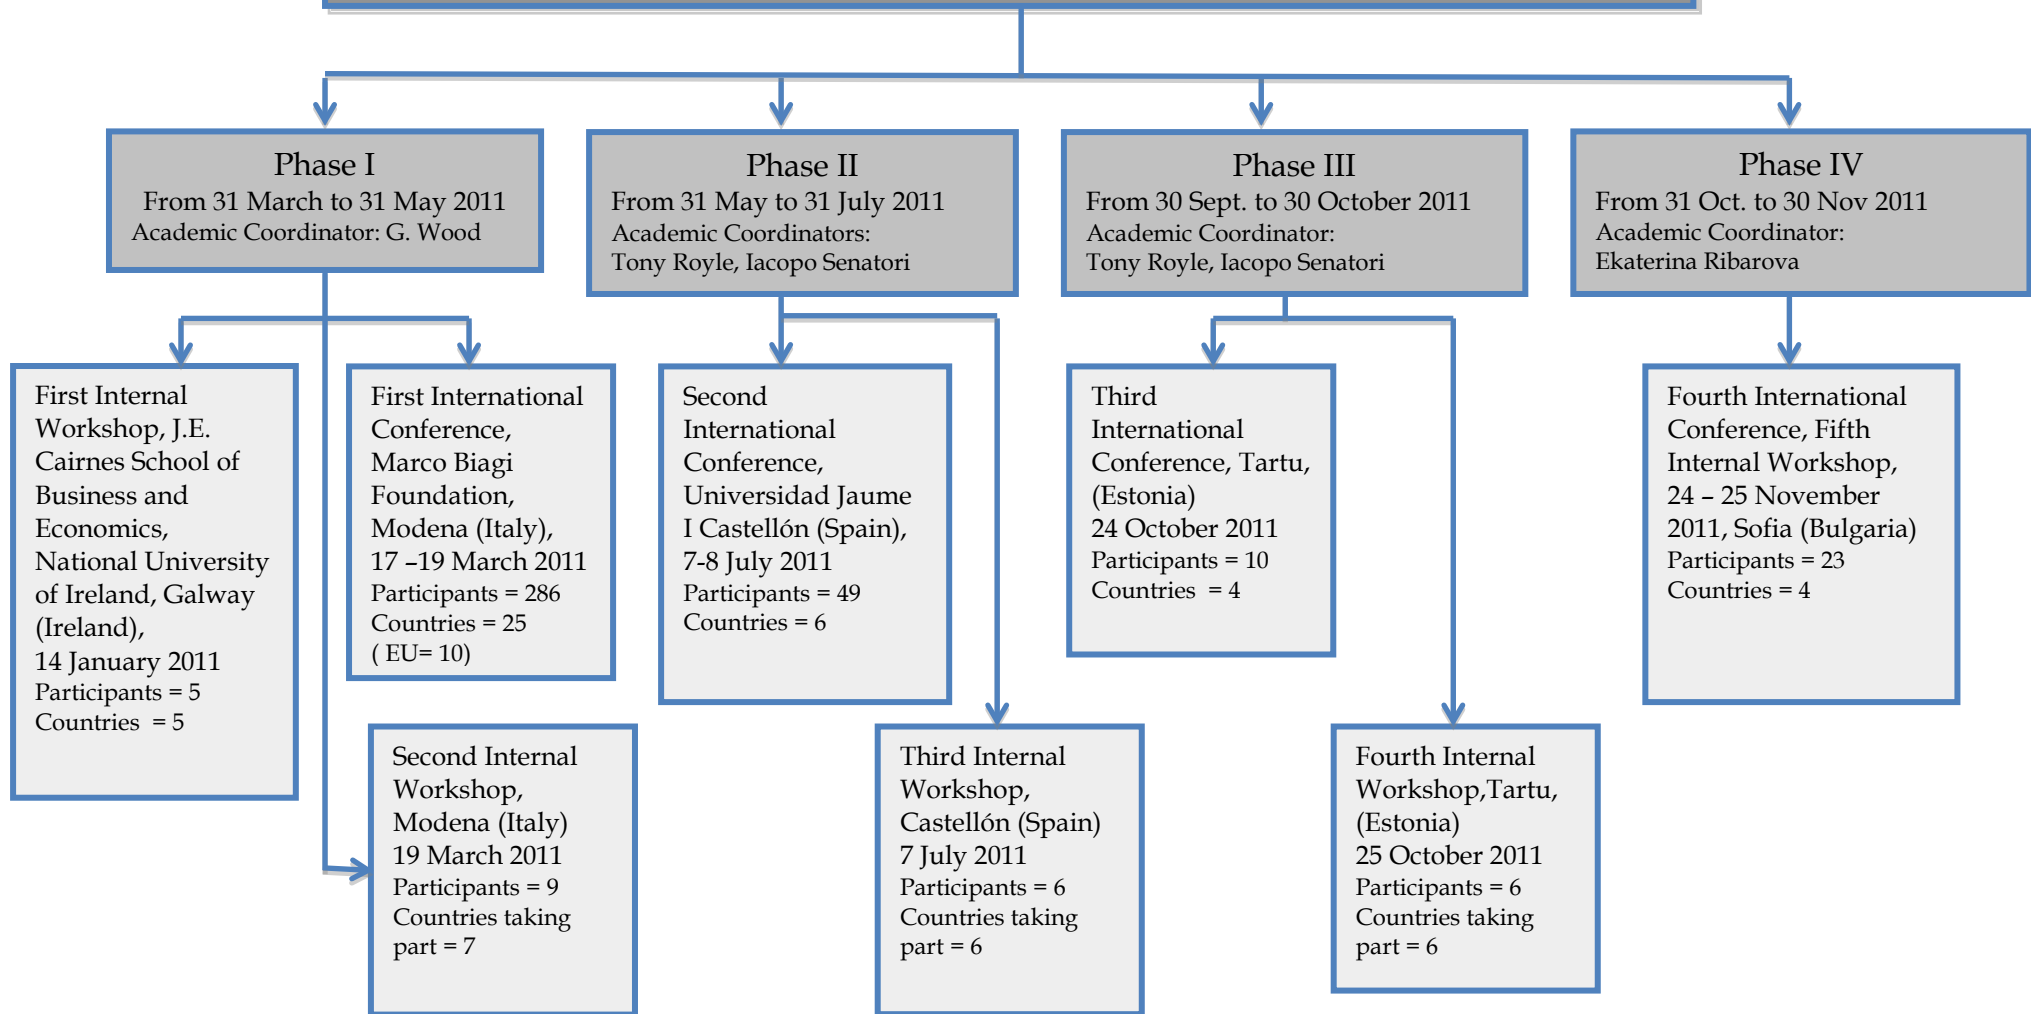 Phase I
From 31 March to 31 May 2011
Academic Coordinator: G. Wood
Phase II
From 31 May to 31 July 2011
Academic Coordinators:
Tony Royle, Iacopo Senatori
Phase III
From 30 Sept. to 30 October 2011
Academic Coordinator:
Tony Royle, Iacopo Senatori
Phase IV
From 31 Oct. to 30 Nov 2011
Academic Coordinator:
Ekaterina Ribarova
First Internal
Workshop, J.E.
Cairnes School of
Business and
Economics,
National University
of Ireland, Galway
(Ireland),
14 January 2011
Participants = 5
Countries  = 5
First International
Conference,
Marco Biagi
Foundation,
Modena (Italy),
17 –19 March 2011
Participants = 286
Countries = 25
( EU= 10)
Second
International
Conference,
Universidad Jaume
I Castellón (Spain),
7-8 July 2011
Participants = 49
Countries = 6
Third
International
Conference, Tartu,
(Estonia)
24 October 2011
Participants = 10
Countries  = 4
Fourth International
Conference, Fifth
Internal Workshop,
24 – 25 November
2011, Sofia (Bulgaria)
Participants = 23
Countries = 4
Second Internal
Workshop,
Modena (Italy)
19 March 2011
Participants = 9
Countries taking
part = 7
Third Internal
Workshop,
Castellón (Spain)
7 July 2011
Participants = 6
Countries taking
part = 6
Fourth Internal
Workshop,Tartu,
(Estonia)
25 October 2011
Participants = 6
Countries taking
part = 6